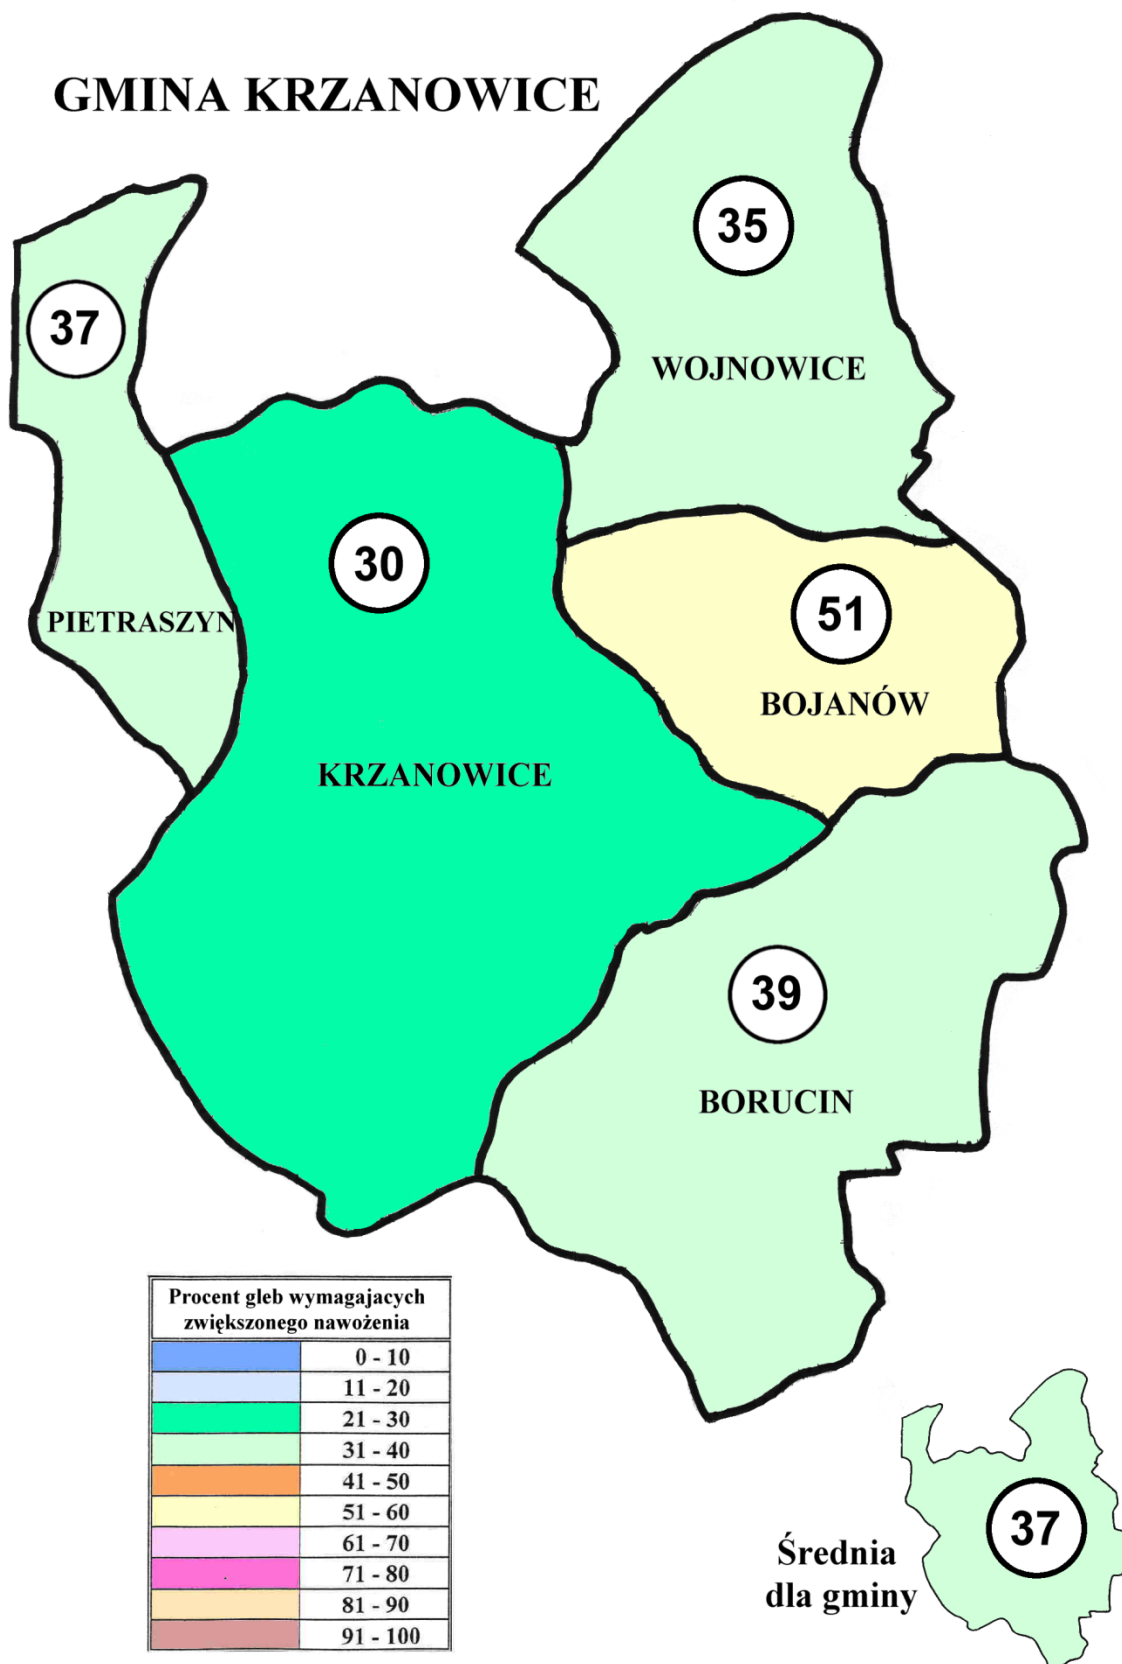 GMINA KRZANOWICE
35
37
WOJNOWICE
30
51
PIETRASZYN
BOJANÓW
KRZANOWICE
39
BORUCIN
Procent gleb wymagajacych
zwiększonego nawożenia
0 - 10
11 - 20
21 - 30
31 - 40
41 - 50
51 - 60
61 - 70
71 - 80
81 - 90
91 - 100
37
Średnia
dla gminy